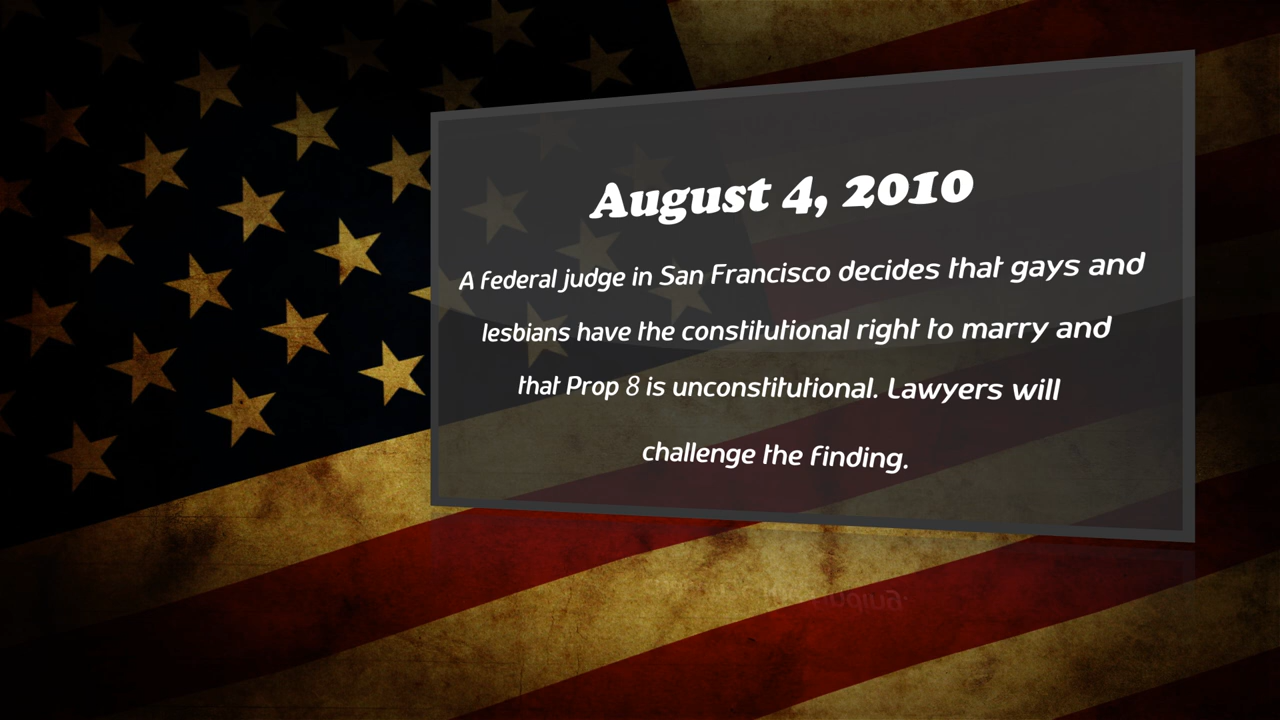 August 4, 2010
A federal judge in San Francisco decides that gays and
lesbians have the constitutional right to marry and
that Prop 8 is unconstitutional. Lawyers will
challenge the finding.